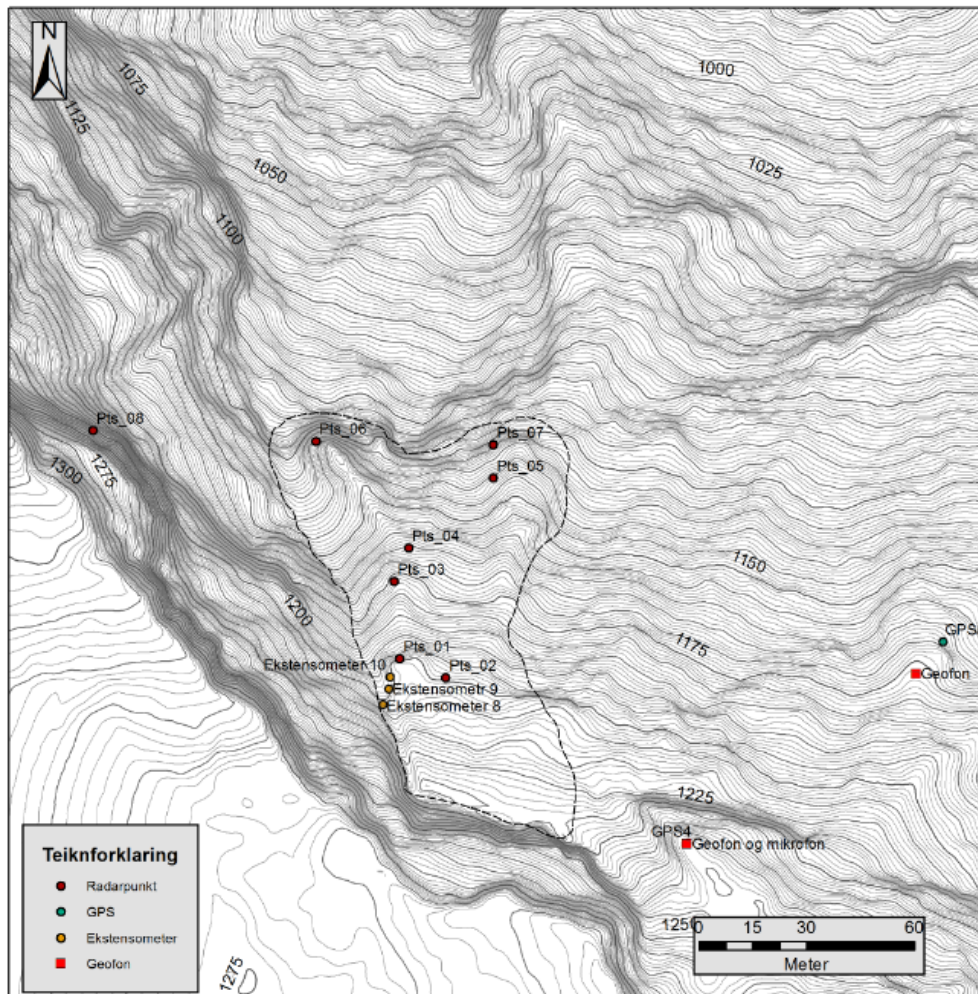 N
1075
1125
1000
1050
1025
1100
Pts_08
Pts_06
Pts_07
1300
1275
Pts_05
Pts_04
1150
Pts_03
1200
1175
GPS
Pts_01
Ekstensometer 10
Pts_02
Geofon
Ekstensometr 9
Ekstensometer 8
1225
GPS4
Geofon og mikrofon
Teiknforklaring
Radarpunkt
GPS
Ekstensometer
Geofon
1275
0 15 30 60
Meter